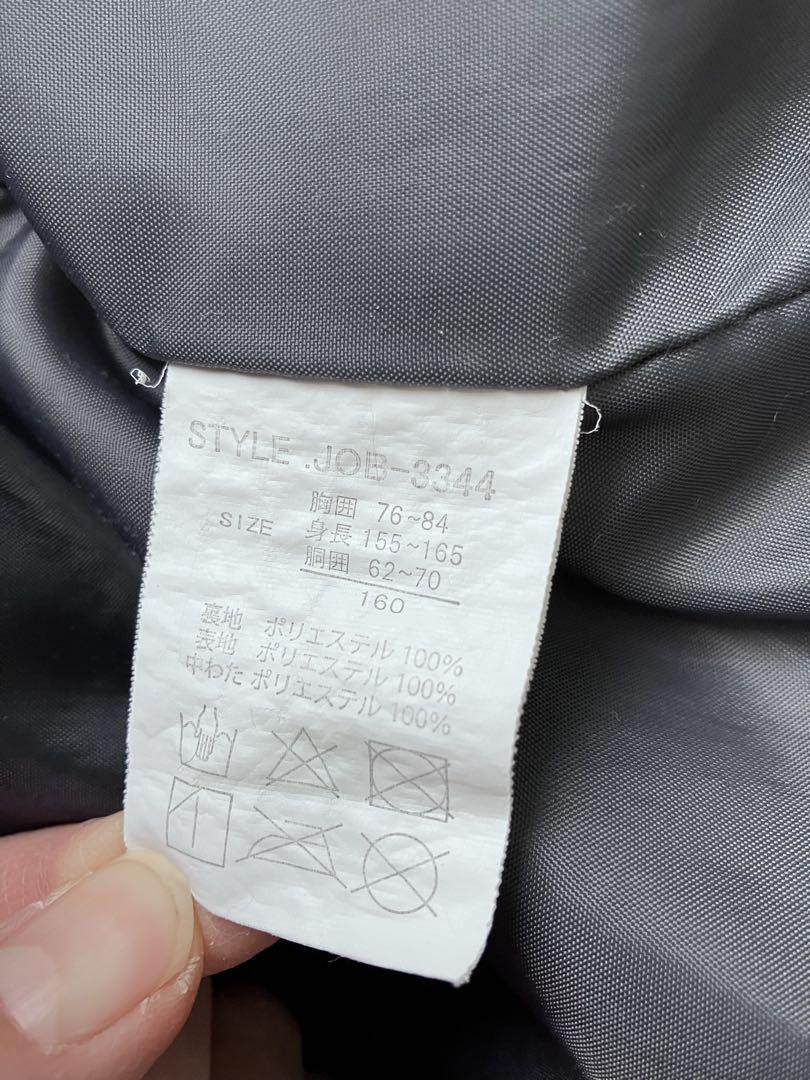 STYLE.JOB-3344
胸囲 76~84
SIZE 身長 155~165
胴囲 62~70
160
裏地 ポリエステル 100%
表地 ポリエステル 100%
中わた ポリエステル 100%